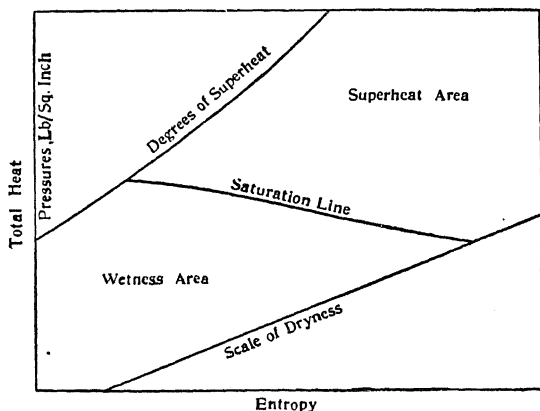 Total Heat
Pressures, Lb/Sq. Inch
Degrees of Superheat
Superheat Area
Saturation Line
Wetness Area
Scale of Dryness
Entropy